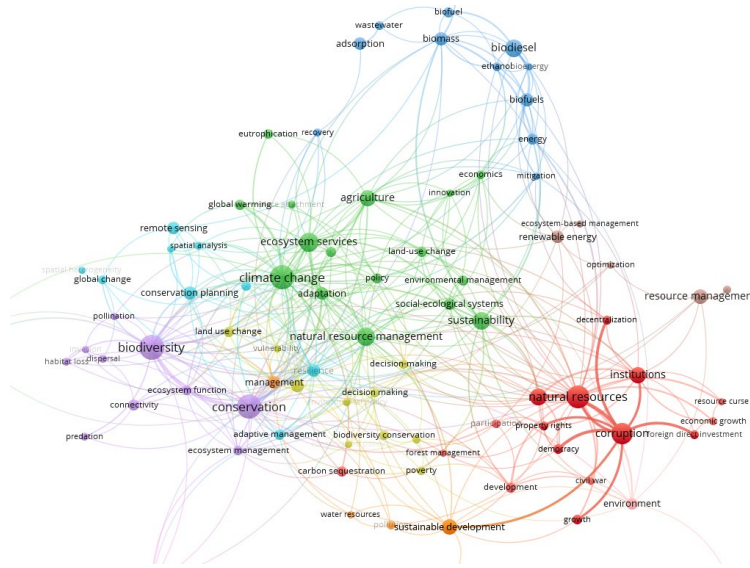 biofuel
wastewater
biomass
adsorption
biodiesel
ethanol
bioenergy
biofuels
eutrophication
recovery
energy
economics
mitigation
agriculture
innovation
global warming
remote sensing
ecosystem-based management
renewable energy
spatial analysis
ecosystem services
land-use change
optimization
global change
climate change
policy
environmental management
conservation planning
adaptation
resource managemen
social-ecological systems
pollination
sustainability
decentralization
land use change
natural resource management
biodiversity
vulnerability
habitat loss
dispersal
decision making
resilience
institutions
management
ecosystem function
decision making
natural resources
resource curse
connectivity
conservation
economic growth
property rights
predation
adaptive management
biodiversity conservation
corruption
foreign direct investment
ecosystem management
forest management
democracy
carbon sequestration
poverty
civil war
development
environment
water resources
sustainable development
growth